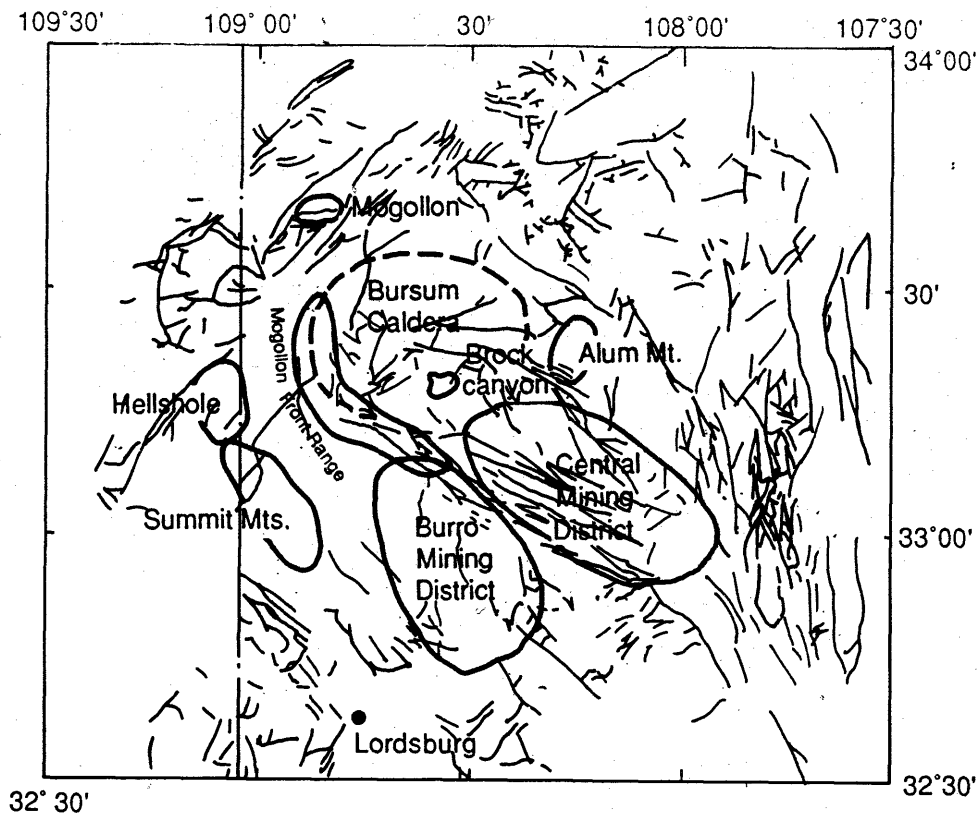 109°30'
109° 00'
30'
108°00'
107°30'
34°00'
Mogollon
Bursum
Caldera
30'
Mogollon
Front Range
Brock
canyon
Alum Mt.
Hellshole
Central
Mining
District
Summit Mts.
Burro
Mining
District
33°00'
Lordsburg
32°30'
32° 30'